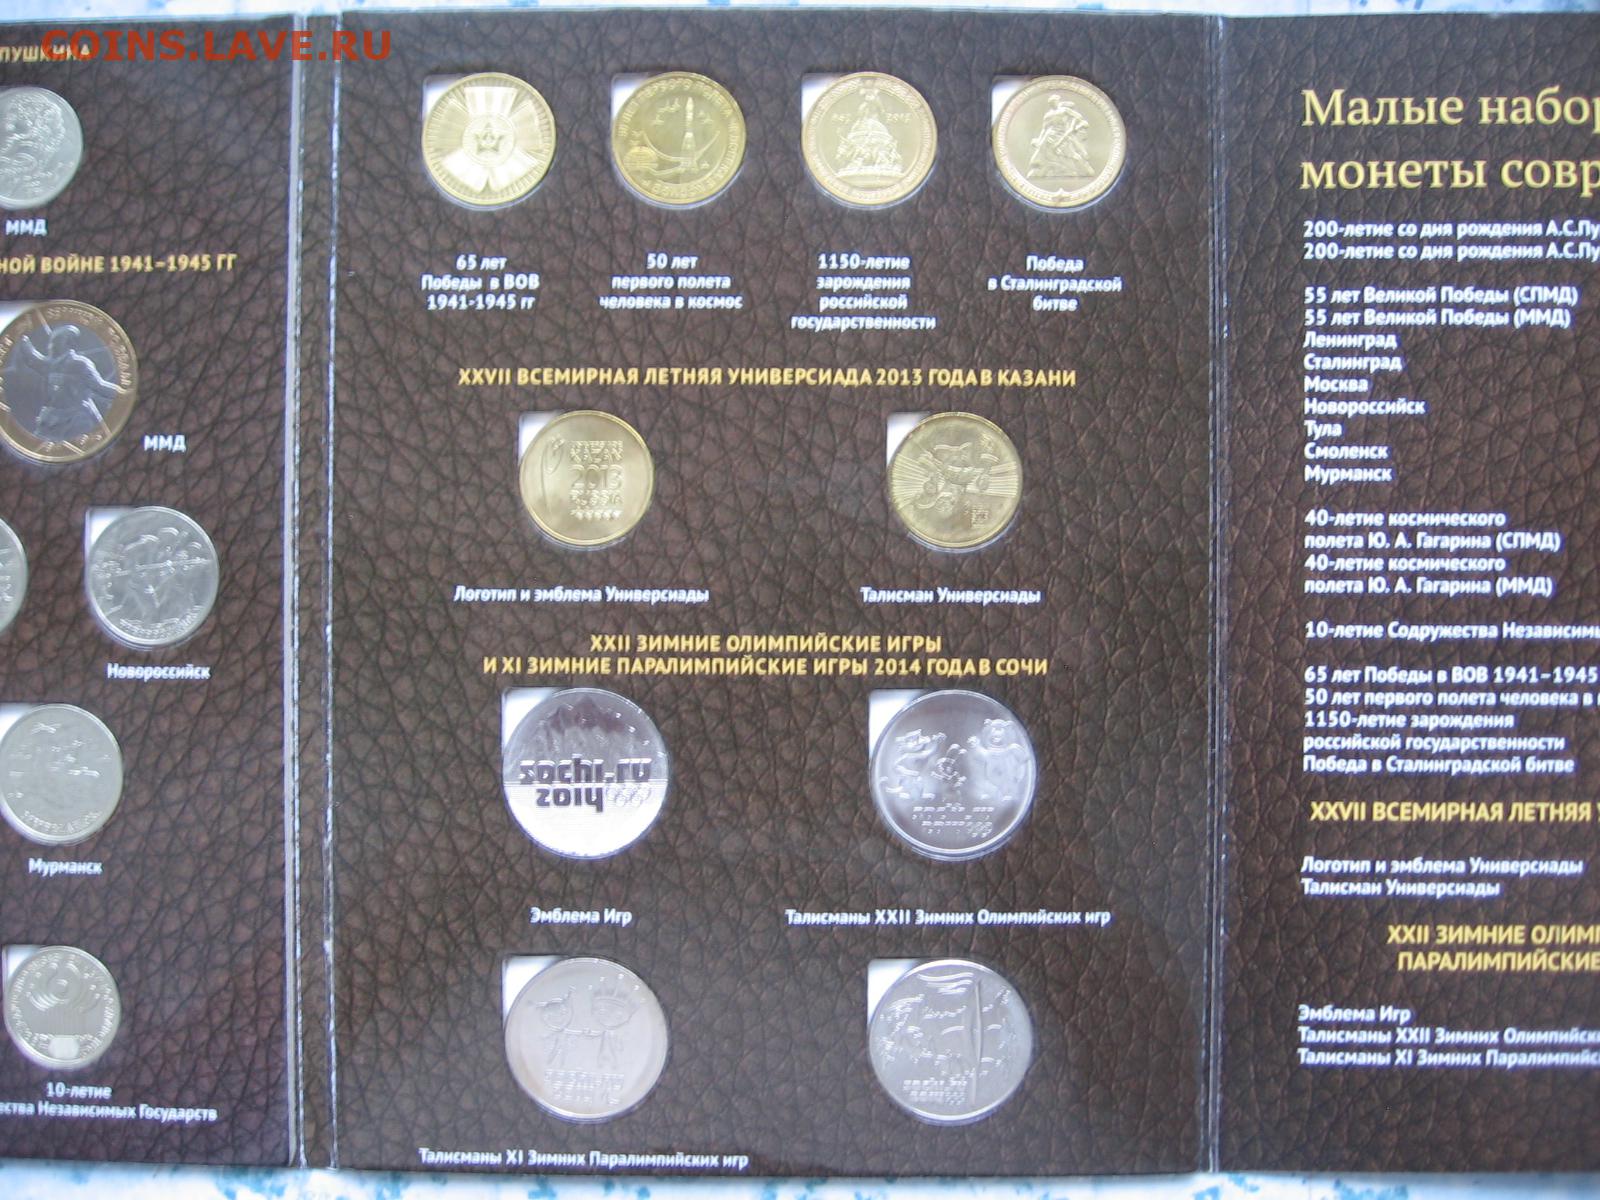 COINS.LAVE.RU
ПУШКИНА
ММД
НОЙ ВОЙНЕ 1941–1945 ГГ
ММД
Новороссийск
Мурманск
10-летие
ества Независимых Государств
65 лет
Победы в ВОВ
1941-1945 гг
50 лет
первого полета
человека в космос
1150-летие
зарождения
российской
государственности
Победа
в Сталинградской
битве
XXVII ВСЕМИРНАЯ ЛЕТНЯЯ УНИВЕРСИАДА 2013 ГОДА В КАЗАНИ
KAZAN
2013
RUSSIA
Логотип и эмблема Универсиады
Талисман Универсиады
XXII ЗИМНИЕ ОЛИМПИЙСКИЕ ИГРЫ
И XI ЗИМНИЕ ПАРАЛИМПИЙСКИЕ ИГРЫ 2014 ГОДА В СОЧИ
sochi.ru
2014
Эмблема Игр
Талисманы XXII Зимних Олимпийских игр
Талисманы XI Зимних Паралимпийских игр
Малые набор
монеты совр
200-летие со дня рождения А.С.Пу
200-летие со дня рождения А.С.Пу
55 лет Великой Победы (СПМД)
55 лет Великой Победы (ММД)
Ленинград
Сталинград
Москва
Новороссийск
Тула
Смоленск
Мурманск
40-летие космического
полета Ю. А. Гагарина (СПМД)
40-летие космического
полета Ю. А. Гагарина (ММД)
10-летие Содружества Независимы
65 лет Победы в ВОВ 1941–1945
50 лет первого полета человека в
1150-летие зарождения
российской государственности
Победа в Сталинградской битве
XXVII ВСЕМИРНАЯ ЛЕТНЯЯ
Логотип и эмблема Универсиады
Талисман Универсиады
XXII ЗИМНИЕ ОЛИМП
ПАРАЛИМПИЙСКИЕ
Эмблема Игр
Талисманы XXII Зимних Олимпийск
Талисманы XI Зимних Паралимпийс